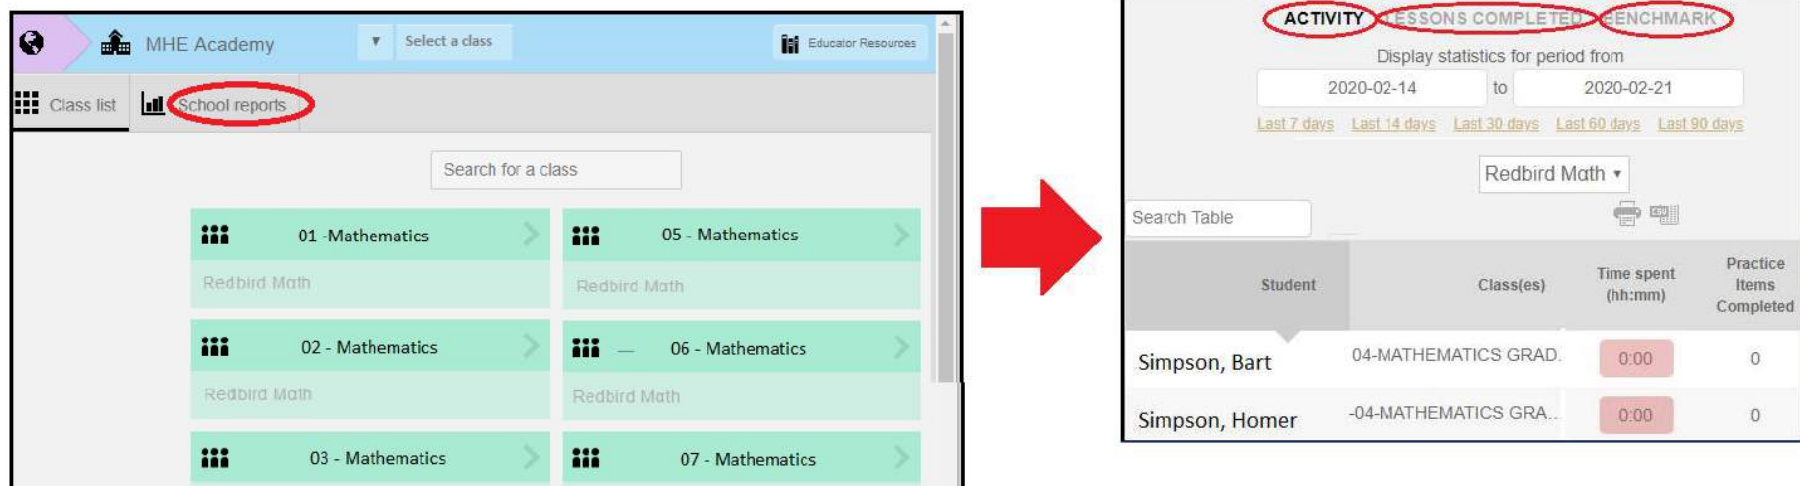 MHE Academy
▼ Select a class
Educator Resources
Class list
School reports
Search for a class
01 -Mathematics
05 - Mathematics
Redbird Math
Redbird Math
02 - Mathematics
06 - Mathematics
Redbird Math
Redbird Math
03 - Mathematics
07 - Mathematics
ACTIVITY LESSONS COMPLETED BENCHMARK
Display statistics for period from
2020-02-14 to 2020-02-21
Last 7 days Last 14 days Last 30 days Last 60 days Last 90 days
Redbird Math ▾
Search Table
CSV
Student
Class(es)
Time spent
(hh:mm)
Practice
Items
Completed
Simpson, Bart 04-MATHEMATICS GRAD. 0:00 0
Simpson, Homer -04-MATHEMATICS GRA... 0:00 0